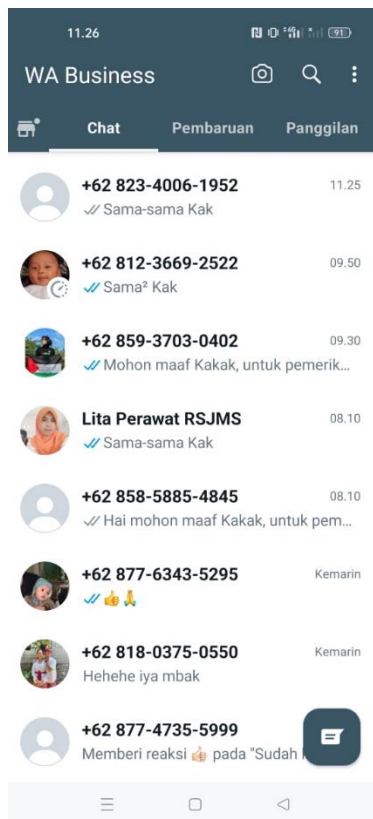 11.26
91
WA Business
Chat Pembaruan Panggilan
+62 823-4006-1952 11.25
Sama-sama Kak
+62 812-3669-2522 09.50
Sama² Kak
+62 859-3703-0402 09.30
Mohon maaf Kakak, untuk pemerik...
Lita Perawat RSJMS 08.10
Sama-sama Kak
+62 858-5885-4845 08.10
Hai mohon maaf Kakak, untuk pem...
+62 877-6343-5295 Kemarin
👍🙏
+62 818-0375-0550 Kemarin
Hehehe iya mbak
+62 877-4735-5999
Memberi reaksi 👍🏻 pada "Sudah